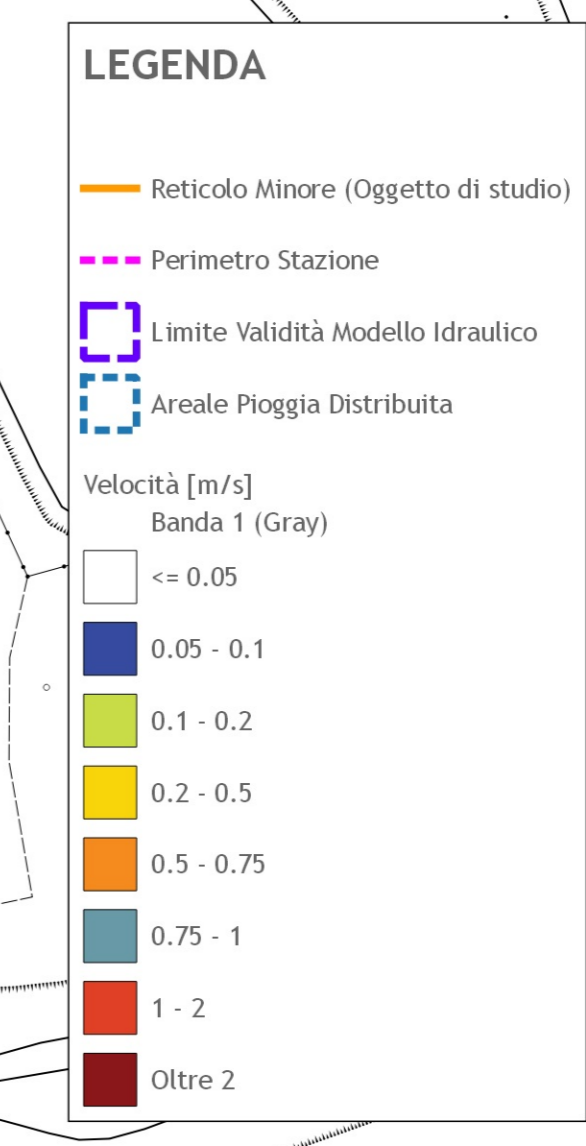 LEGENDA
Reticolo Minore (Oggetto di studio)
Perimetro Stazione
Limite Validità Modello Idraulico
Areale Pioggia Distribuita
Velocità [m/s]
Banda 1 (Gray)
<= 0.05
0.05 - 0.1
0.1 - 0.2
0.2 - 0.5
0.5 - 0.75
0.75 - 1
1 - 2
Oltre 2